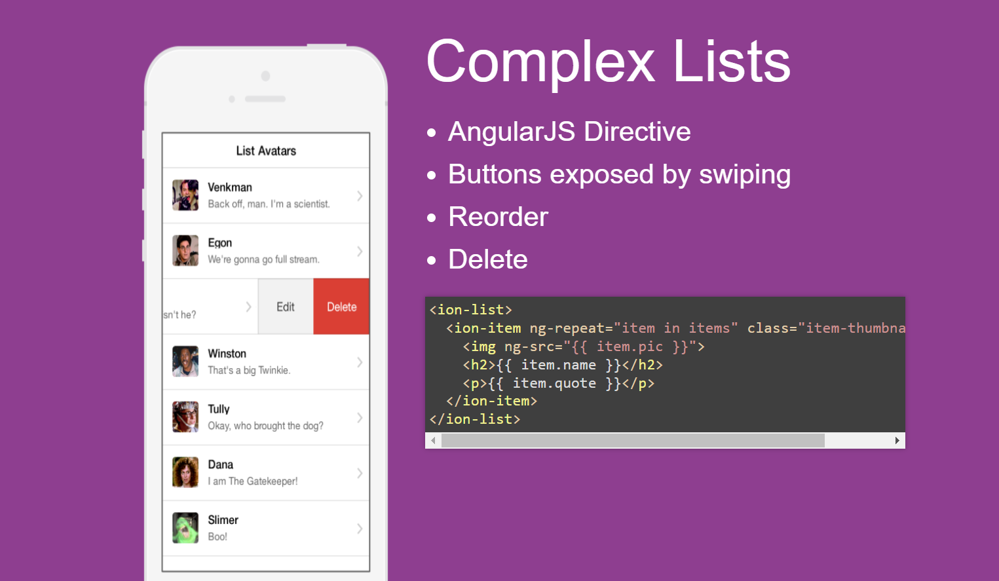 List Avatars
Venkman
Back off, man. I'm a scientist.
Egon
We're gonna go full stream.
sn't he?
Edit
Delete
Winston
That's a big Twinkie.
Tully
Okay, who brought the dog?
Dana
I am The Gatekeeper!
Slimer
Boo!
Complex Lists
• AngularJS Directive
• Buttons exposed by swiping
• Reorder
• Delete
<ion-list>
  <ion-item ng-repeat="item in items" class="item-thumbna
    <img ng-src="{{ item.pic }}">
    <h2>{{ item.name }}</h2>
    <p>{{ item.quote }}</p>
  </ion-item>
</ion-list>